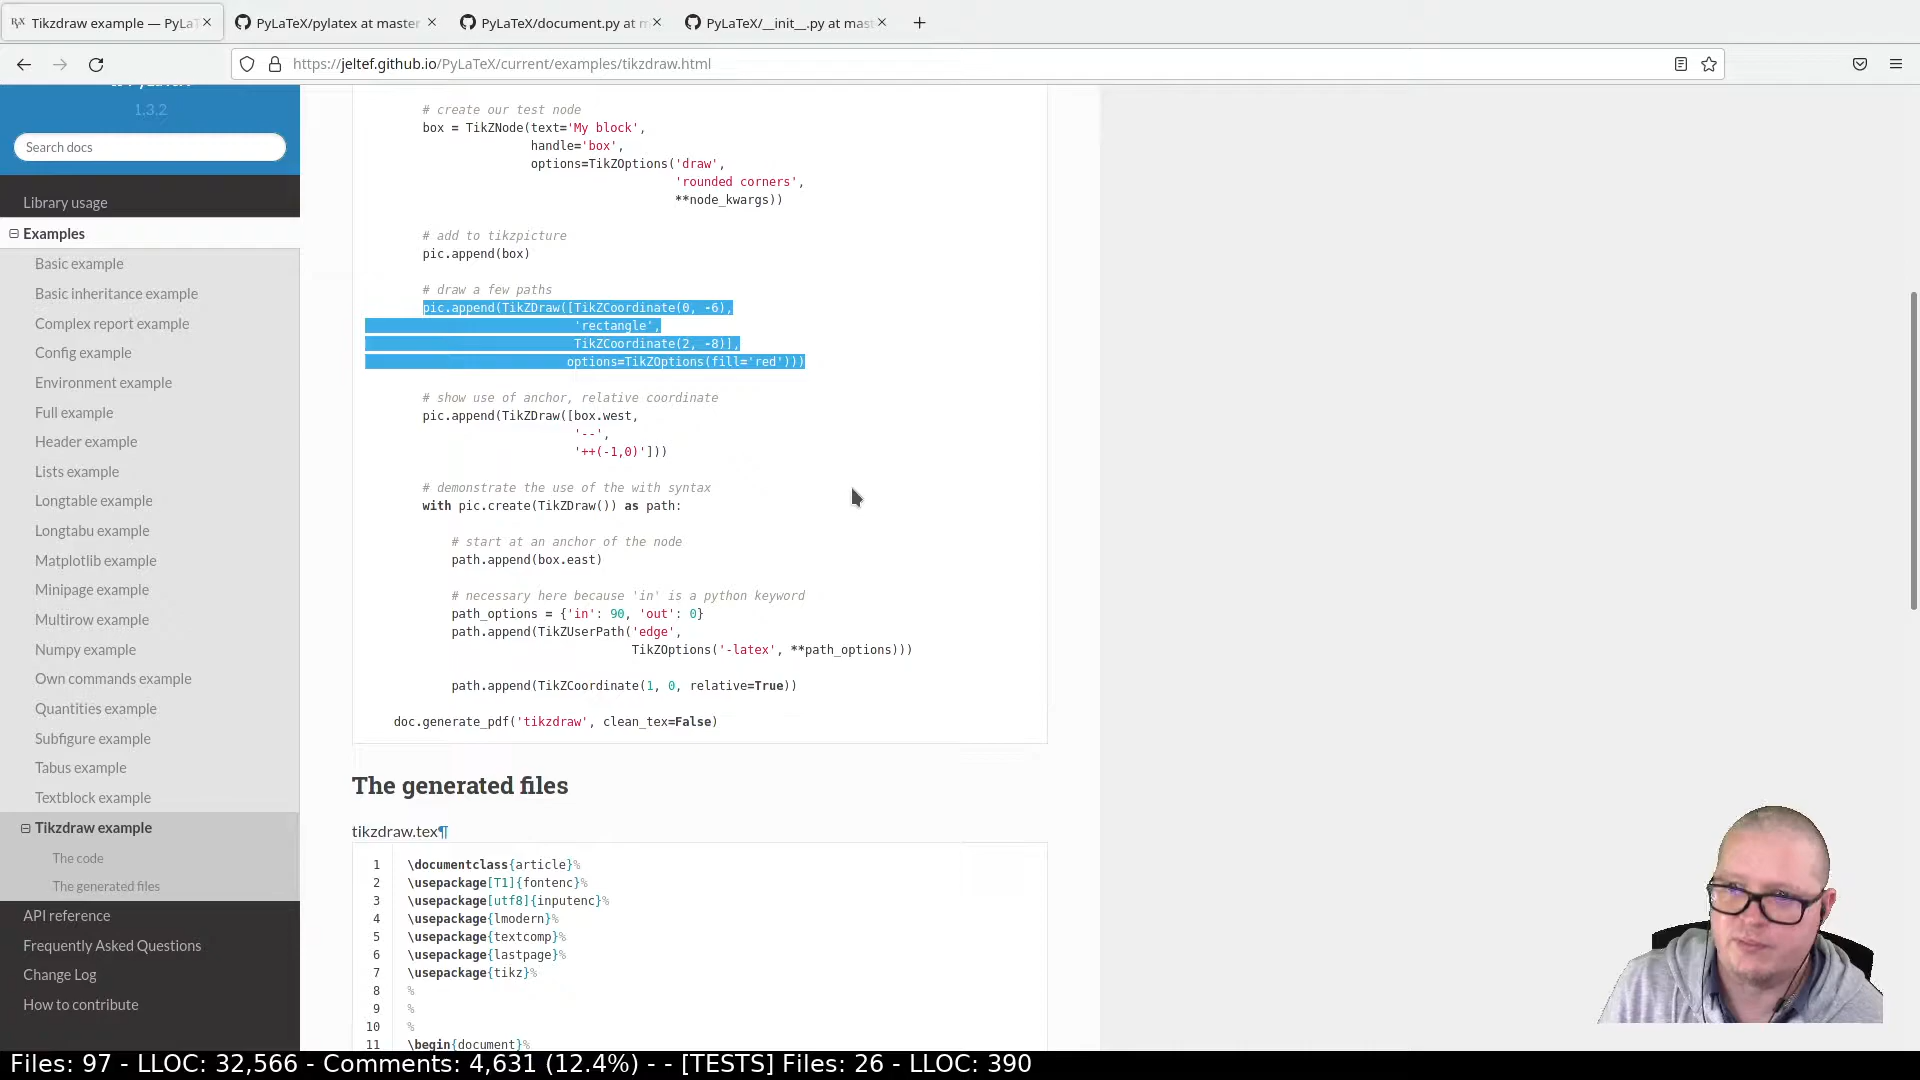 Tikzdraw example — PyLaT
PyLaTeX/pylatex at master
PyLaTeX/document.py at m
PyLaTeX/__init__.py at mast
https://jeltef.github.io/PyLaTeX/current/examples/tikzdraw.html
1.3.2
Search docs
Library usage
Examples
Basic example
Basic inheritance example
Complex report example
Config example
Environment example
Full example
Header example
Lists example
Longtable example
Longtabu example
Matplotlib example
Minipage example
Multirow example
Numpy example
Own commands example
Quantities example
Subfigure example
Tabus example
Textblock example
Tikzdraw example
The code
The generated files
API reference
Frequently Asked Questions
Change Log
How to contribute
# create our test node
box = TikZNode(text='My block',
handle='box',
options=TikZOptions('draw',
'rounded corners',
**node_kwargs))
# add to tikzpicture
pic.append(box)
# draw a few paths
pic.append(TikZDraw([TikZCoordinate(0, -6),
'rectangle',
TikZCoordinate(2, -8)],
options=TikZOptions(fill='red')))
# show use of anchor, relative coordinate
pic.append(TikZDraw([box.west,
'--',
'++(-1,0)']))
# demonstrate the use of the with syntax
with pic.create(TikZDraw()) as path:
# start at an anchor of the node
path.append(box.east)
# necessary here because 'in' is a python keyword
path_options = {'in': 90, 'out': 0}
path.append(TikZUserPath('edge',
TikZOptions('-latex', **path_options)))
path.append(TikZCoordinate(1, 0, relative=True))
doc.generate_pdf('tikzdraw', clean_tex=False)
The generated files
tikzdraw.tex¶
1 \documentclass{article}%
2 \usepackage[T1]{fontenc}%
3 \usepackage[utf8]{inputenc}%
4 \usepackage{lmodern}%
5 \usepackage{textcomp}%
6 \usepackage{lastpage}%
7 \usepackage{tikz}%
8 %
9 %
10 %
11 \begin{document}%
Files: 97 - LLOC: 32,566 - Comments: 4,631 (12.4%) - - [TESTS] Files: 26 - LLOC: 390